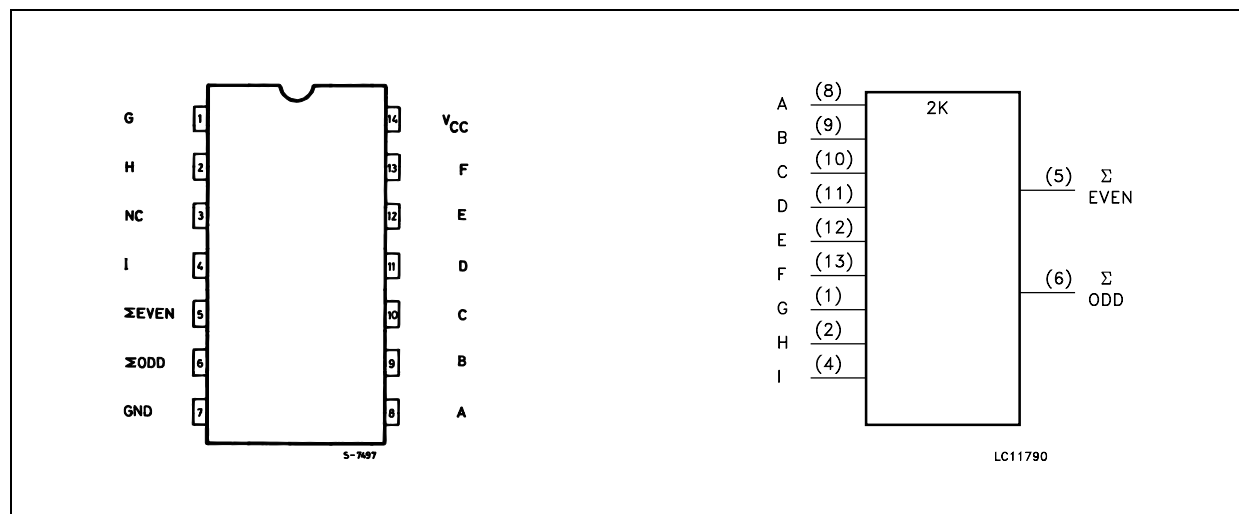 G 1 14 VCC
H 2 13 F
NC 3 12 E
I 4 11 D
ΣEVEN 5 10 C
ΣODD 6 9 B
GND 7 8 A
S-7497
A (8)
B (9)
C (10)
D (11)
E (12)
F (13)
G (1)
H (2)
I (4)
2K
(5) Σ
EVEN
(6) Σ
ODD
LC11790